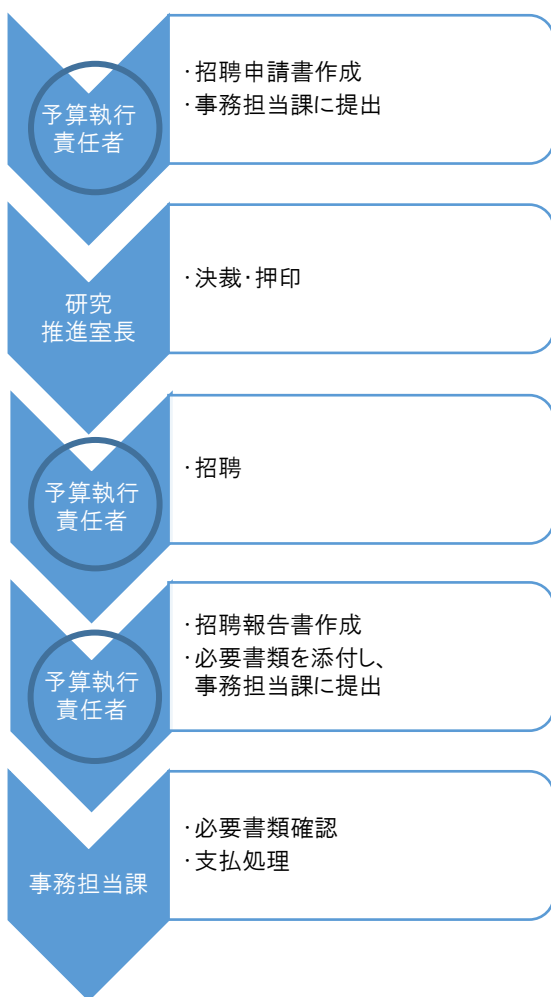 予算執行
責任者
・招聘申請書作成
・事務担当課に提出
研究
推進室長
・決裁・押印
予算執行
責任者
・招聘
予算執行
責任者
・招聘報告書作成
・必要書類を添付し、
事務担当課に提出
事務担当課
・必要書類確認
・支払処理